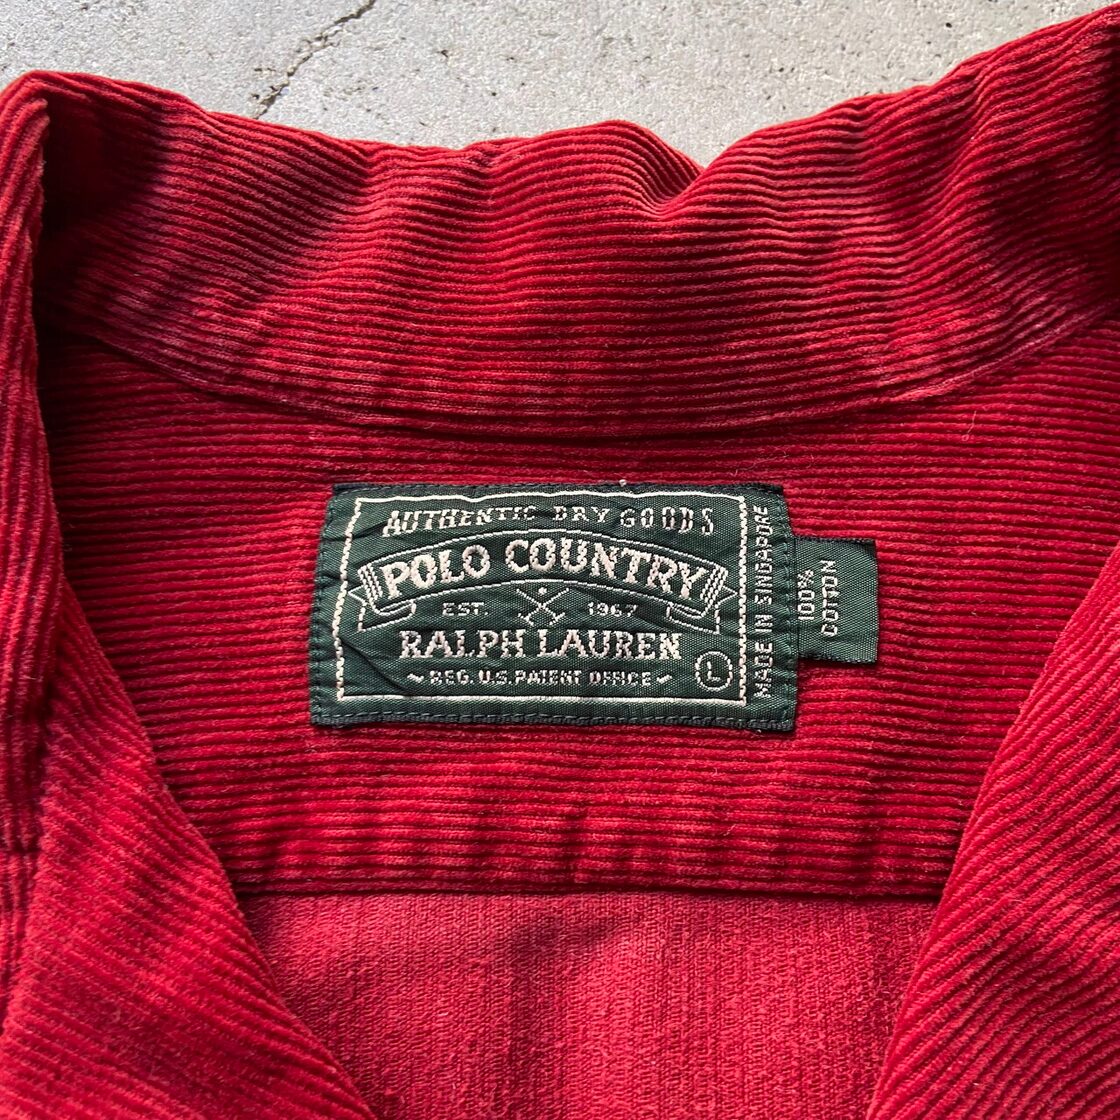 AUTHENTIC DRY GOODS
POLO COUNTRY
EST. 1967
RALPH LAUREN
~REG. U.S. PATENT OFFICE~
L
MADE IN SINGAPORE
100%
COTTON